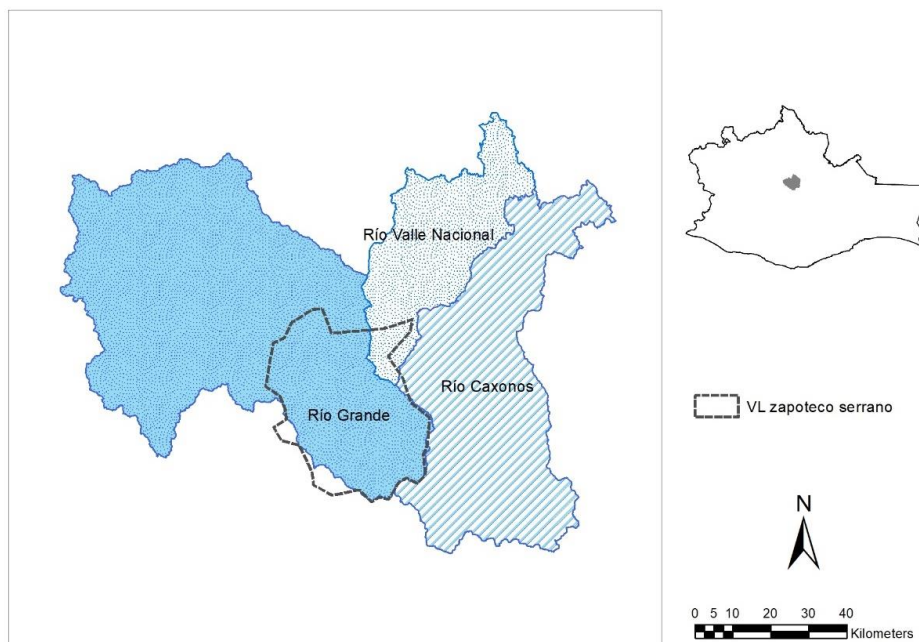 Río Valle Nacional
Río Caxonos
Río Grande
VL zapoteco serrano
N
0 5 10 20 30 40
Kilometers